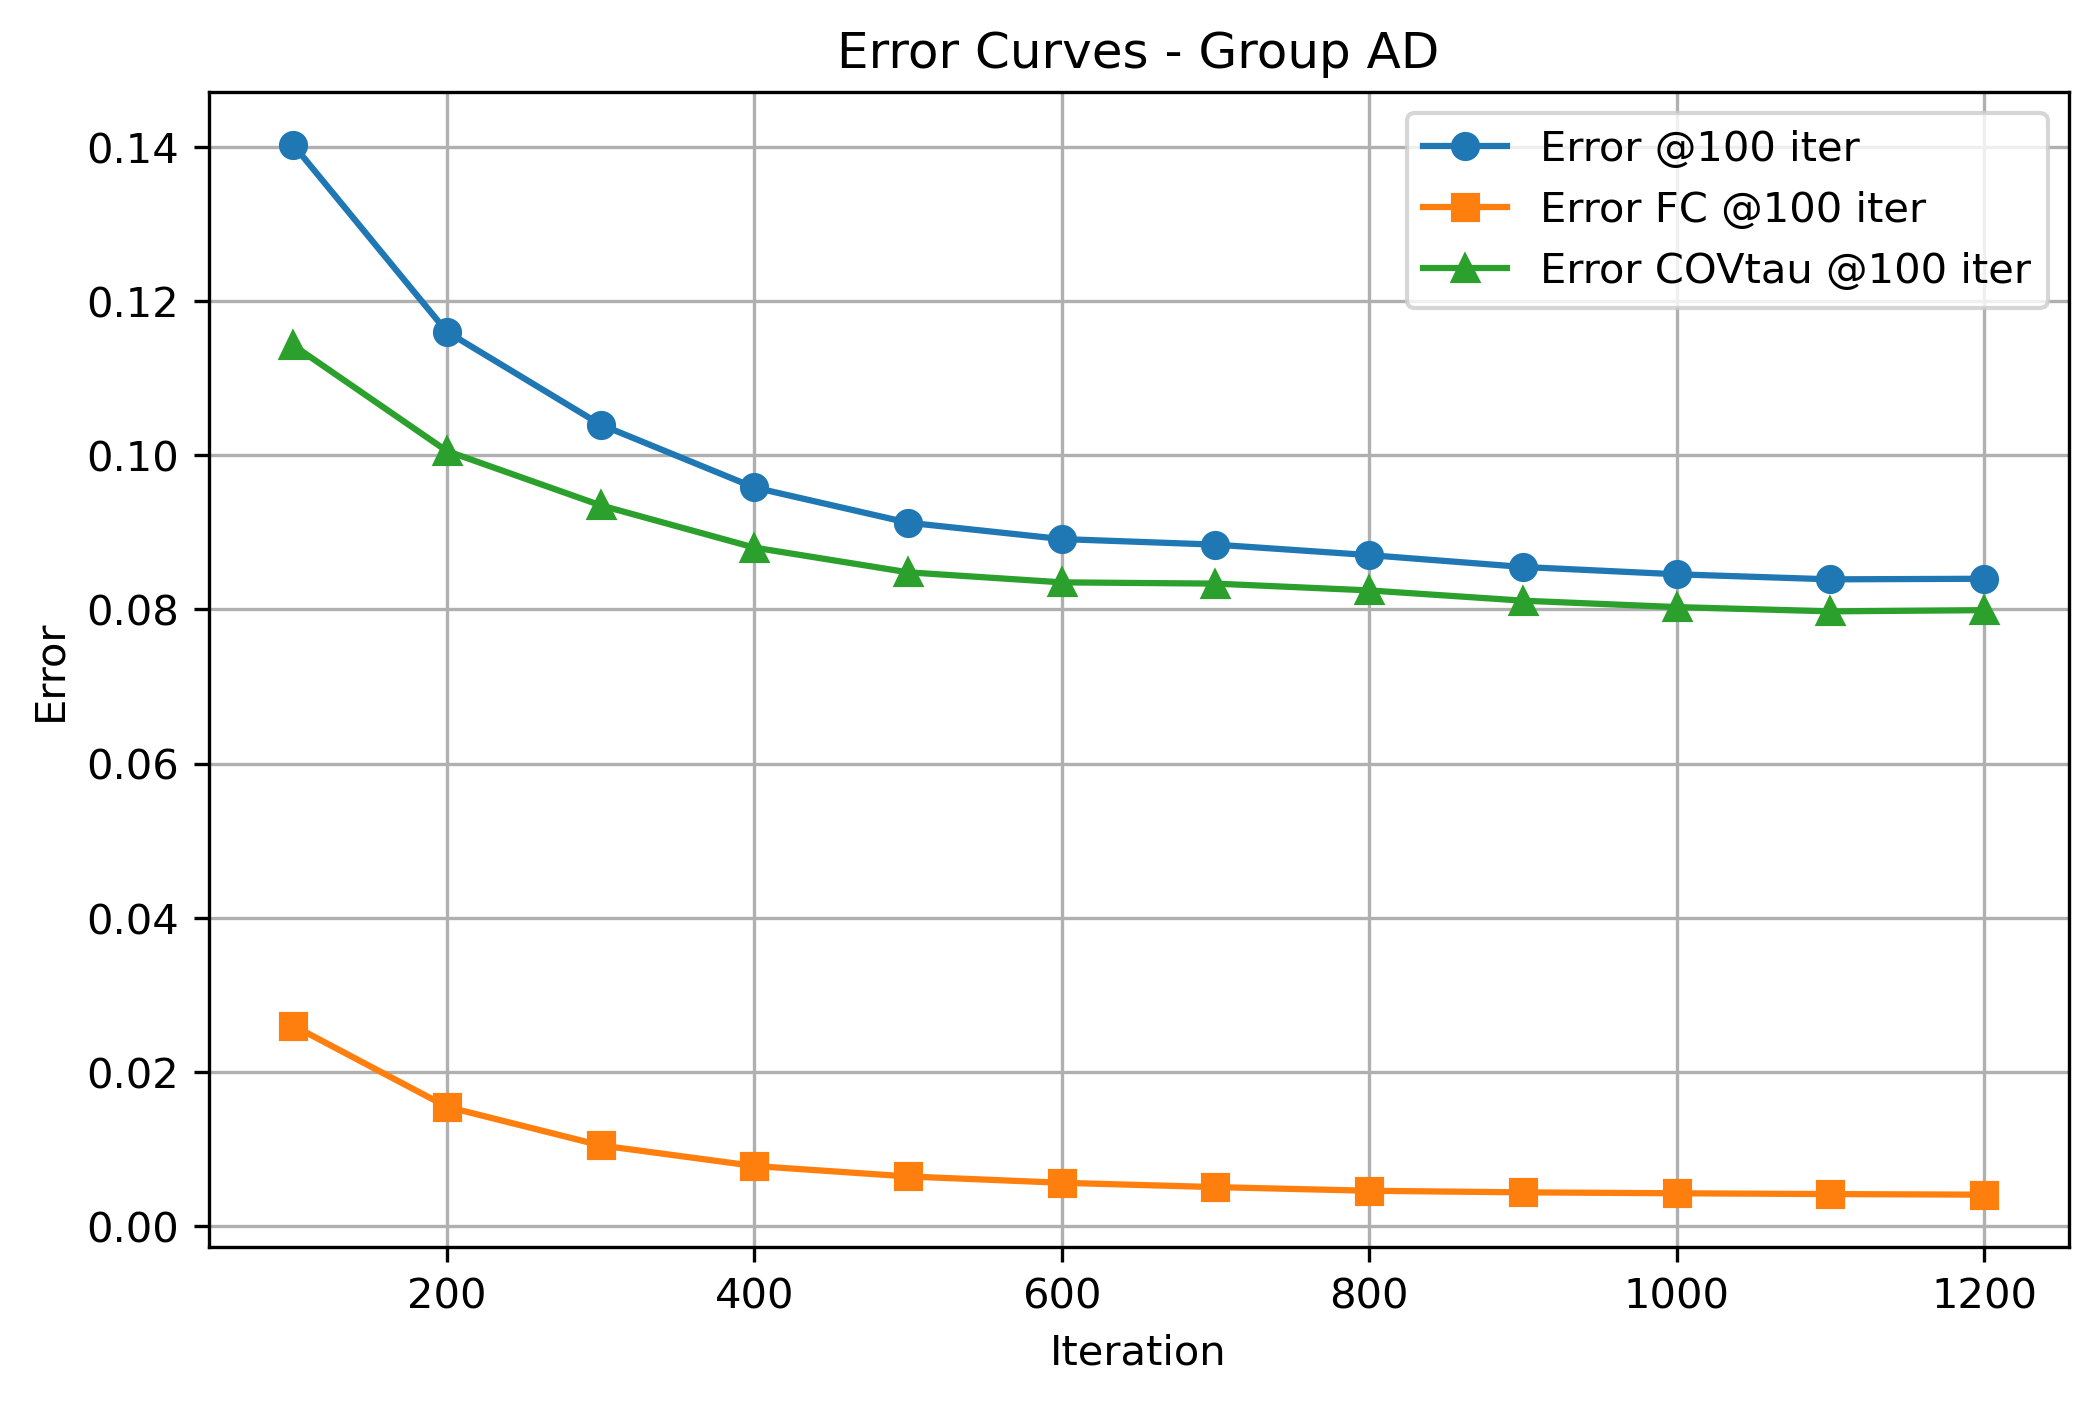 Error Curves - Group AD
Error @100 iter
Error FC @100 iter
Error COVtau @100 iter
0.14
0.12
0.10
0.08
0.06
0.04
0.02
0.00
Error
200 400 600 800 1000 1200
Iteration